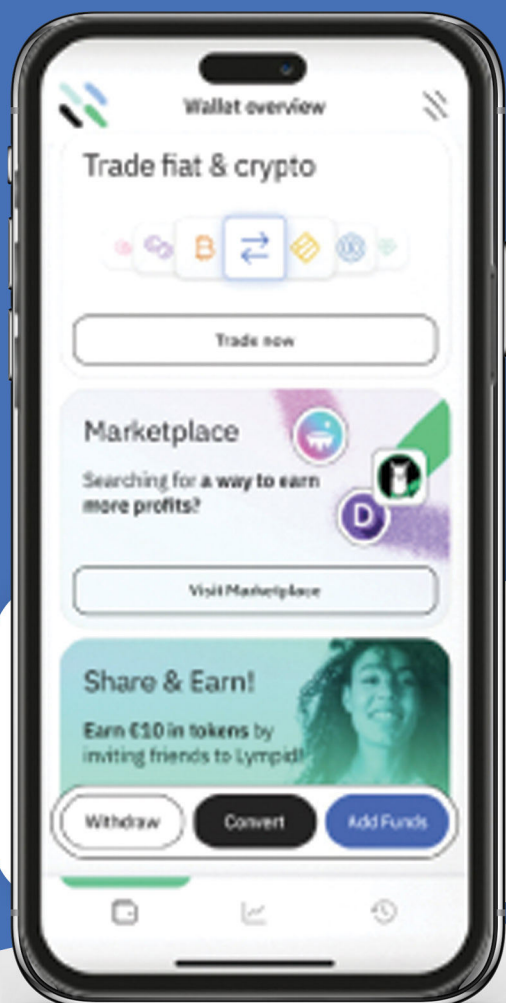 Wallet overview
Trade fiat & crypto
Trade now
Marketplace
Searching for a way to earn
more profits?
D
Visit Marketplace
Share & Earn!
Earn €10 in tokens by
inviting friends to Lympid!
Withdraw
Convert
Add Funds